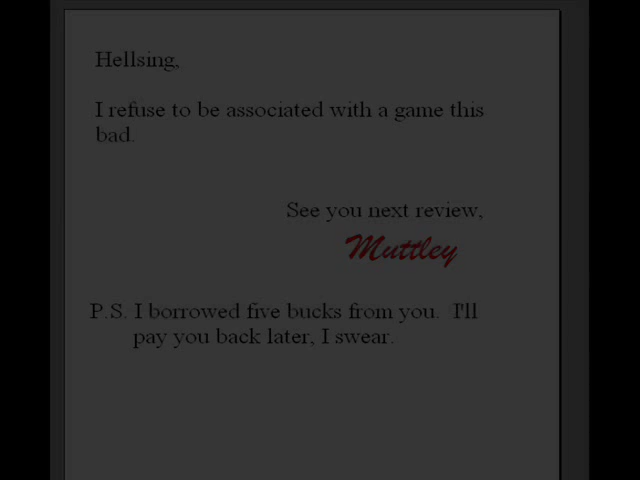 Hellsing,
I refuse to be associated with a game this
bad.
See you next review,
Muttley
P.S. I borrowed five bucks from you. I'll
pay you back later, I swear.